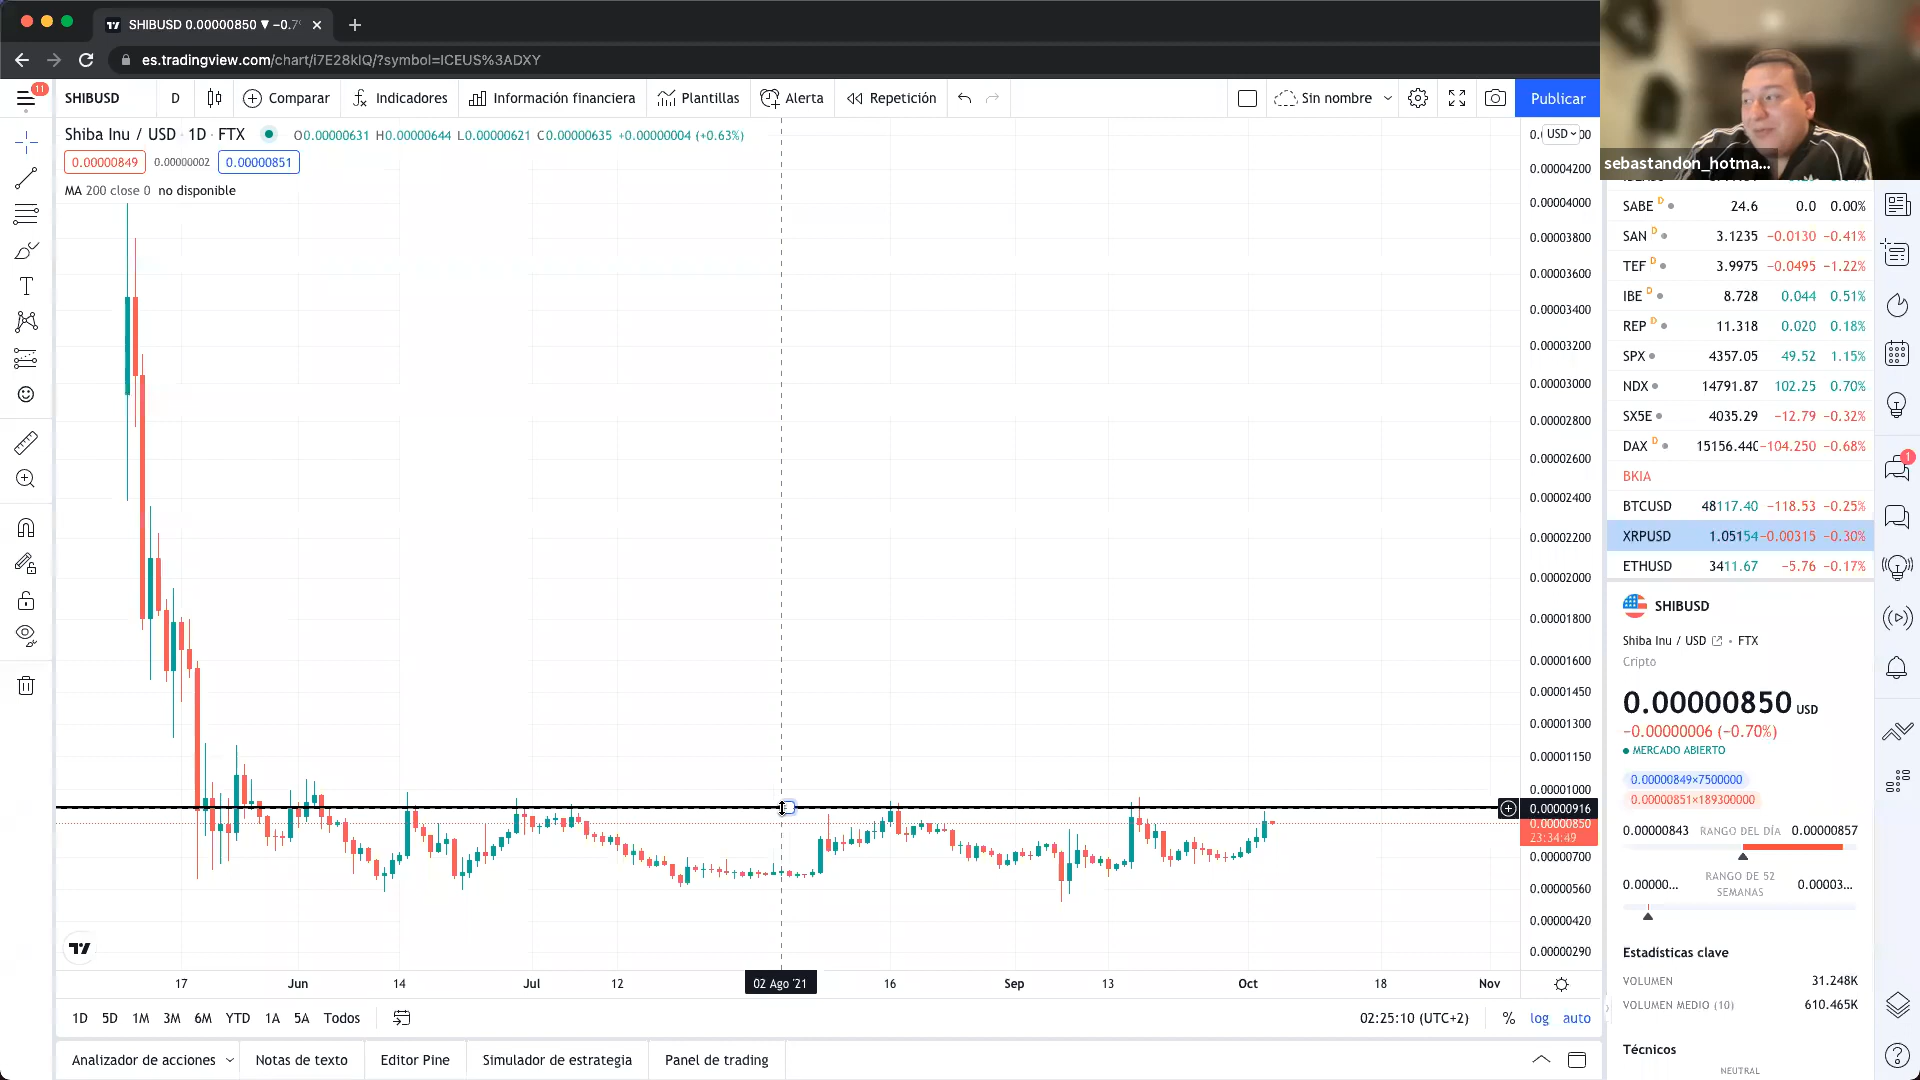 SHIBUSD 0.00000850 ▼ −0.7
es.tradingview.com/chart/i7E28kIQ/?symbol=ICEUS%3ADXY
11
SHIBUSD D Comparar Indicadores Información financiera Plantillas Alerta Repetición Sin nombre Publicar
Shiba Inu / USD · 1D · FTX O0.00000631 H0.00000644 L0.00000621 C0.00000635 +0.00000004 (+0.63%)
0.00000849 0.00000002 0.00000851
MA 200 close 0 no disponible
USD
0.00004200
0.00004000
0.00003800
0.00003600
0.00003400
0.00003200
0.00003000
0.00002800
0.00002600
0.00002400
0.00002200
0.00002000
0.00001800
0.00001600
0.00001450
0.00001300
0.00001150
0.00001000
0.00000916
0.00000850
23:34:49
0.00000700
0.00000560
0.00000420
0.00000290
17 Jun 14 Jul 12 02 Ago '21 16 Sep 13 Oct 18 Nov
1D 5D 1M 3M 6M YTD 1A 5A Todos
02:25:10 (UTC+2) % log auto
Analizador de acciones Notas de texto Editor Pine Simulador de estrategia Panel de trading
sebastandon_hotma...
SABE D 24.6 0.0 0.00%
SAN D 3.1235 −0.0130 −0.41%
TEF D 3.9975 −0.0495 −1.22%
IBE D 8.728 0.044 0.51%
REP D 11.318 0.020 0.18%
SPX 4357.05 49.52 1.15%
NDX 14791.87 102.25 0.70%
SX5E 4035.29 −12.79 −0.32%
DAX D 15156.440 −104.250 −0.68%
BKIA
BTCUSD 48117.40 −118.53 −0.25%
XRPUSD 1.05154 −0.00315 −0.30%
ETHUSD 3411.67 −5.76 −0.17%
1
SHIBUSD
Shiba Inu / USD · FTX
Cripto
0.00000850 USD
−0.00000006 (−0.70%)
MERCADO ABIERTO
0.00000849×7500000
0.00000851×189300000
0.00000843 RANGO DEL DÍA 0.00000857
0.00000... RANGO DE 52 SEMANAS 0.00003...
Estadísticas clave
VOLUMEN 31.248K
VOLUMEN MEDIO (10) 610.465K
Técnicos
NEUTRAL